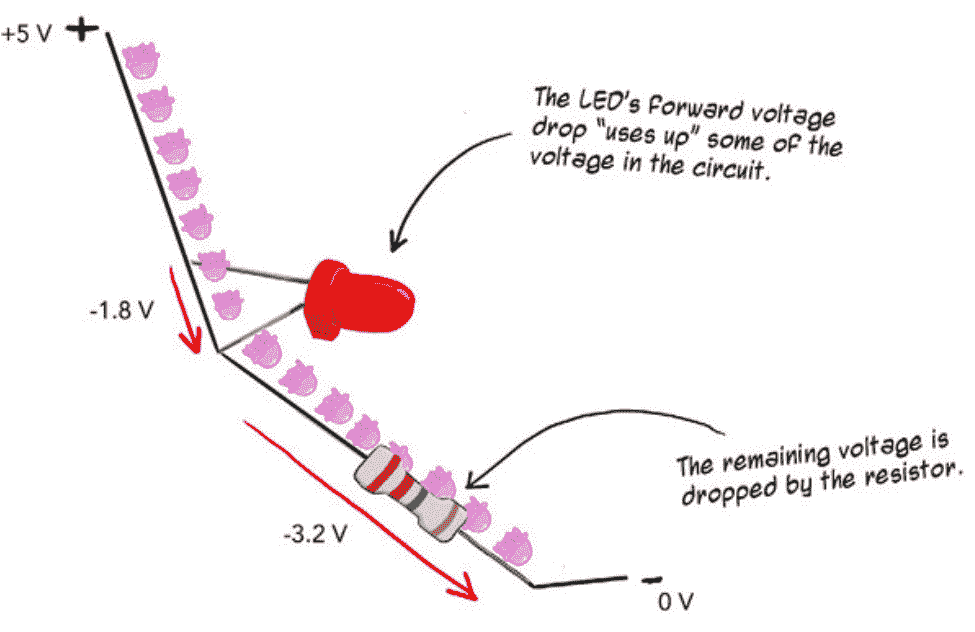 +5 V +
The LED's forward voltage
drop "uses up" some of the
voltage in the circuit.
-1.8 V
The remaining voltage is
dropped by the resistor.
-3.2 V
-
0 V